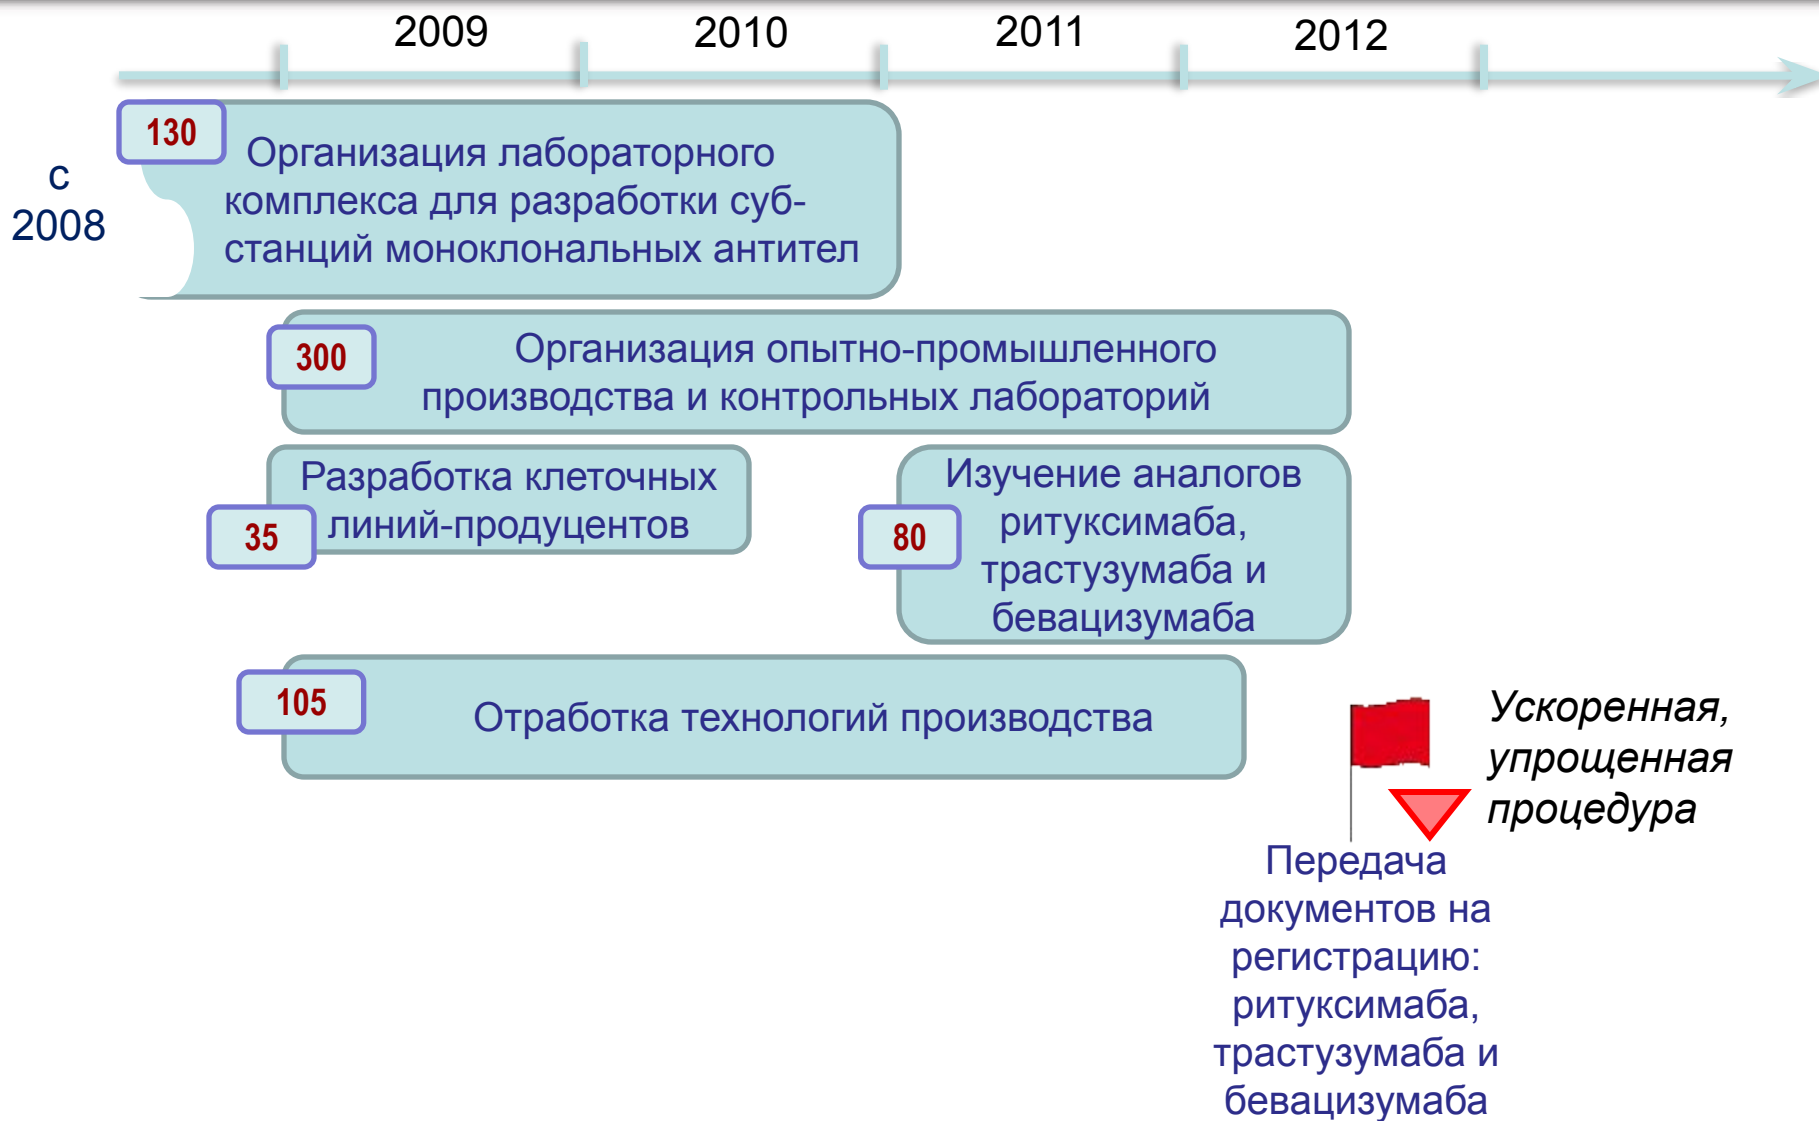 2009
2010
2011
2012
с
2008
130
Организация лабораторного
комплекса для разработки суб-
станций моноклональных антител
300
Организация опытно-промышленного
производства и контрольных лабораторий
Разработка клеточных
линий-продуцентов
35
Изучение аналогов
ритуксимаба,
трастузумаба и
бевацизумаба
80
105
Отработка технологий производства
Ускоренная,
упрощенная
процедура
Передача
документов на
регистрацию:
ритуксимаба,
трастузумаба и
бевацизумаба